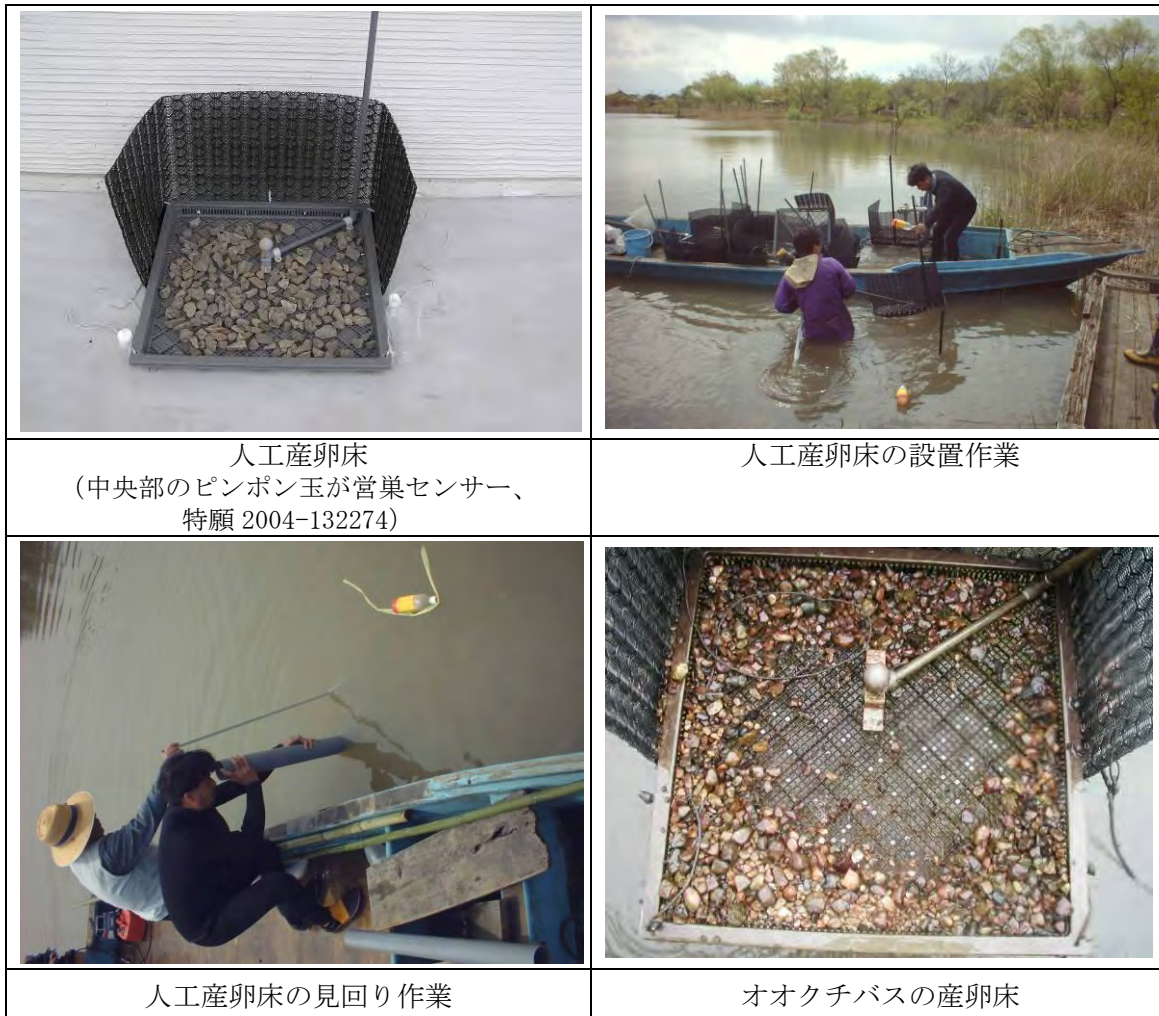 人工産卵床
（中央部のピンポン玉が営巣センサー、
特願 2004-132274）
人工産卵床の設置作業
人工産卵床の見回り作業
オオクチバスの産卵床